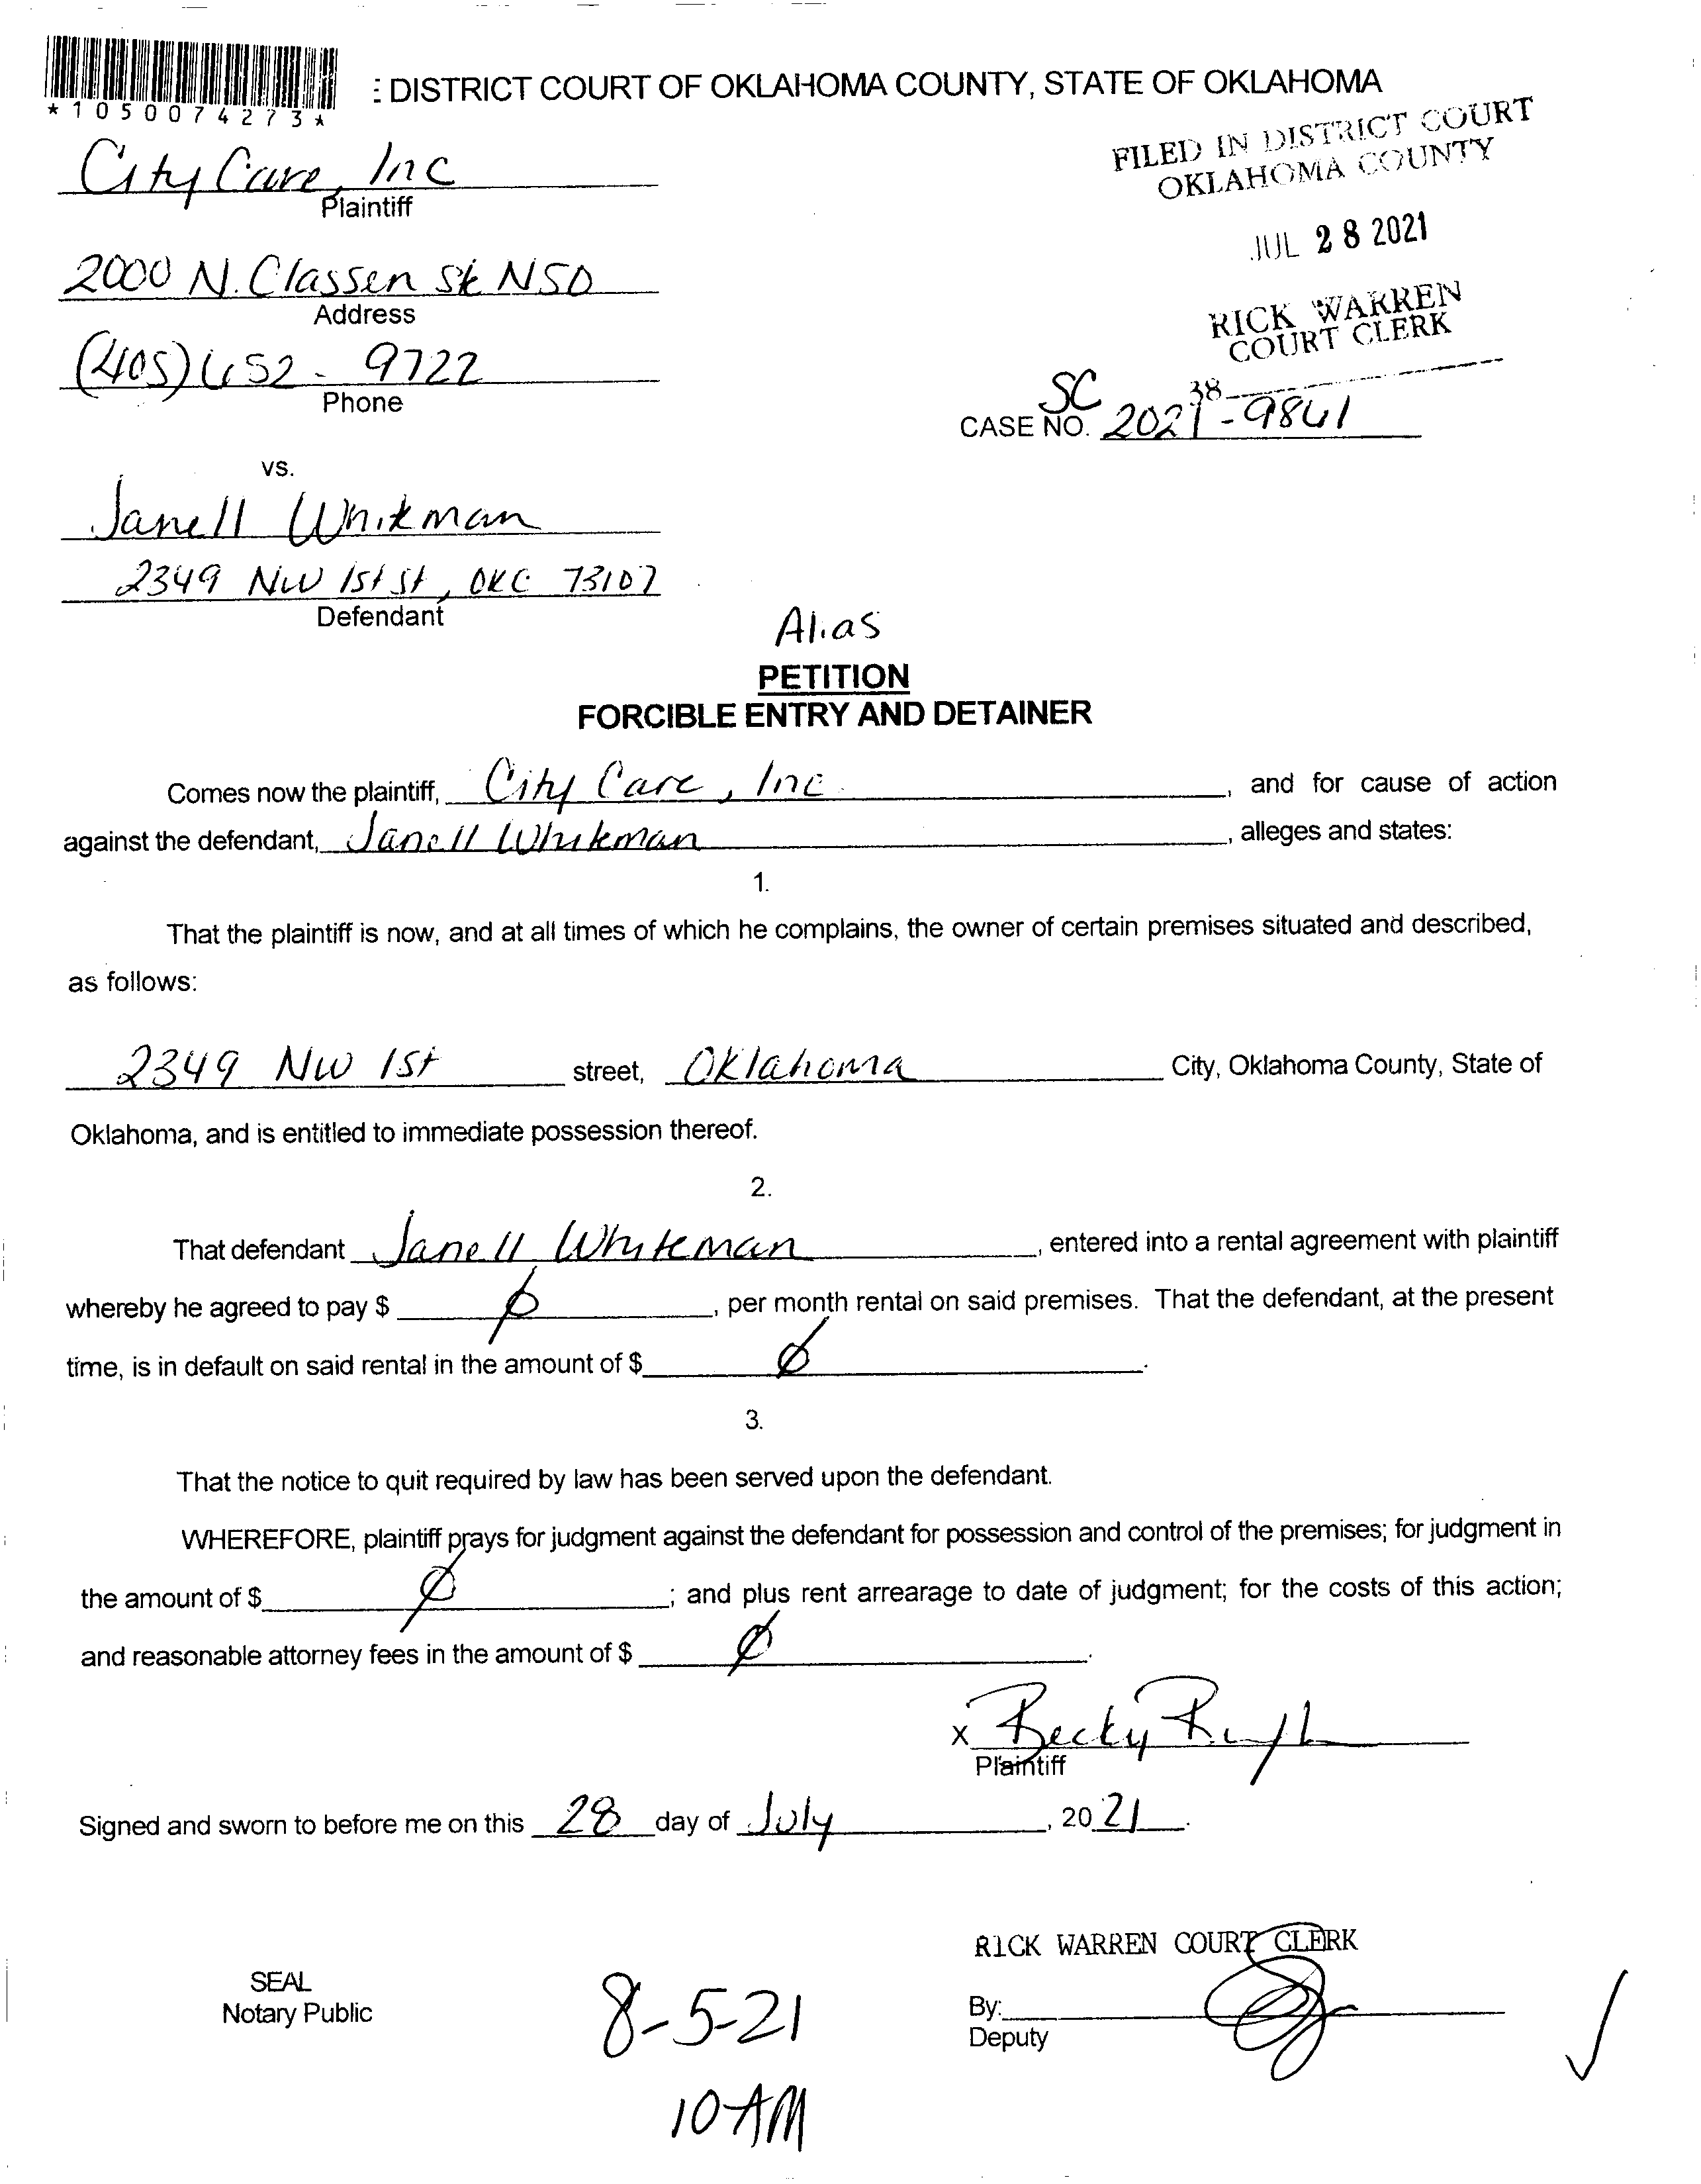 *1050074273*
: DISTRICT COURT OF OKLAHOMA COUNTY, STATE OF OKLAHOMA
FILED IN DISTRICT COURT
OKLAHOMA COUNTY
JUL 28 2021
RICK WARREN
COURT CLERK
38
City Care, Inc
Plaintiff
2000 N. Classen Ste N50
Address
(405) 652-9722
Phone
SC
CASE NO. 2021-9861
vs.
Janell Whiteman
2349 NW 1st St, OKC 73107
Defendant
Alias
PETITION
FORCIBLE ENTRY AND DETAINER
Comes now the plaintiff, City Care, Inc., and for cause of action
against the defendant, Janell Whiteman, alleges and states:
1.
That the plaintiff is now, and at all times of which he complains, the owner of certain premises situated and described,
as follows:
2349 NW 1st street, Oklahoma City, Oklahoma County, State of
Oklahoma, and is entitled to immediate possession thereof.
2.
That defendant Janell Whiteman, entered into a rental agreement with plaintiff
whereby he agreed to pay $ 0, per month rental on said premises. That the defendant, at the present
time, is in default on said rental in the amount of $ 0.
3.
That the notice to quit required by law has been served upon the defendant.
WHEREFORE, plaintiff prays for judgment against the defendant for possession and control of the premises; for judgment in
the amount of $ 0; and plus rent arrearage to date of judgment; for the costs of this action;
and reasonable attorney fees in the amount of $ 0.
x Becky
Plaintiff
Signed and sworn to before me on this 28 day of July, 2021.
RICK WARREN COURT CLERK
SEAL
Notary Public
By:
Deputy
8-5-21
10 AM